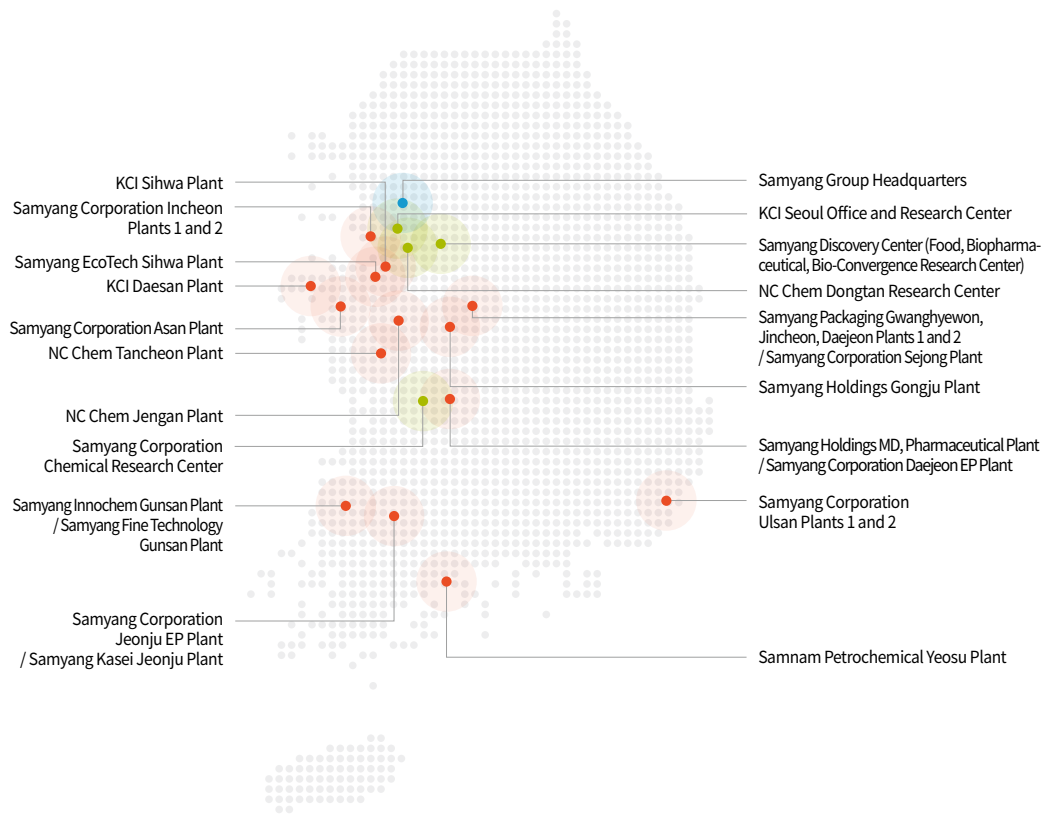 KCI Sihwa Plant
Samyang Corporation Incheon
Plants 1 and 2
Samyang EcoTech Sihwa Plant
KCI Daesan Plant
Samyang Corporation Asan Plant
NC Chem Tancheon Plant
NC Chem Jengan Plant
Samyang Corporation
Chemical Research Center
Samyang Innochem Gunsan Plant
/ Samyang Fine Technology
Gunsan Plant
Samyang Corporation
Jeonju EP Plant
/ Samyang Kasei Jeonju Plant
Samyang Group Headquarters
KCI Seoul Office and Research Center
Samyang Discovery Center (Food, Biopharma-
ceutical, Bio-Convergence Research Center)
NC Chem Dongtan Research Center
Samyang Packaging Gwanghyewon,
Jincheon, Daejeon Plants 1 and 2
/ Samyang Corporation Sejong Plant
Samyang Holdings Gongju Plant
Samyang Holdings MD, Pharmaceutical Plant
/ Samyang Corporation Daejeon EP Plant
Samyang Corporation
Ulsan Plants 1 and 2
Samnam Petrochemical Yeosu Plant